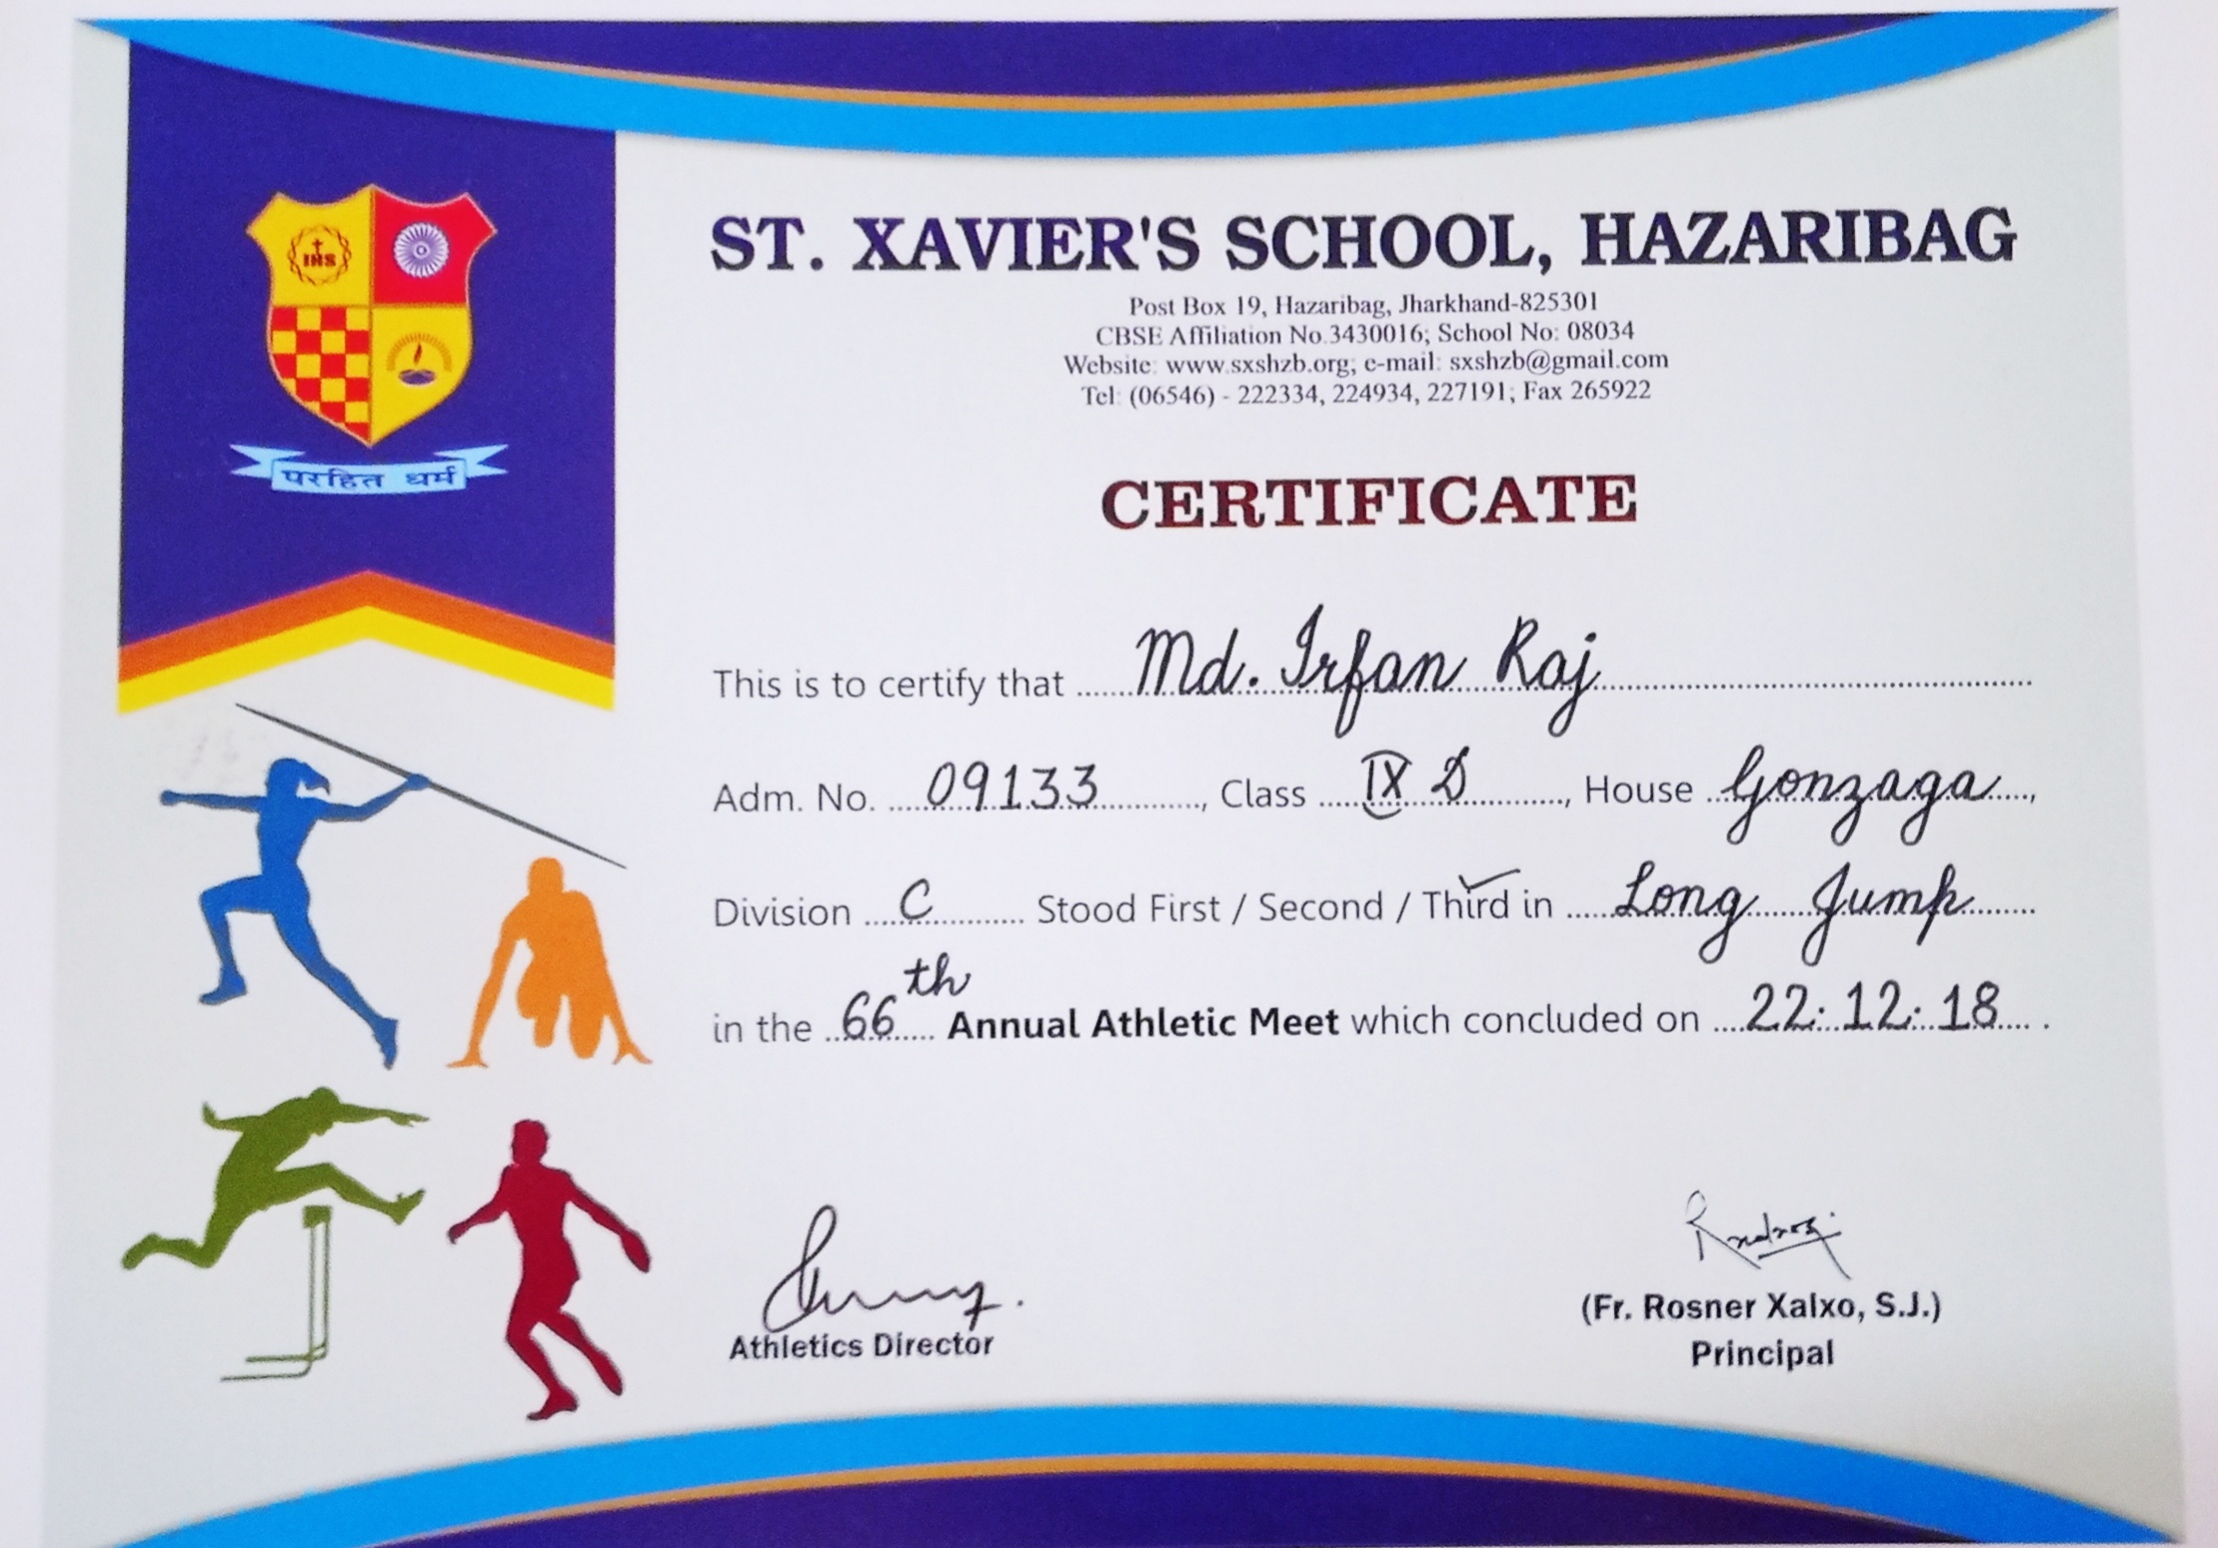 IHS
परहित धर्म
ST. XAVIER'S SCHOOL, HAZARIBAG
Post Box 19, Hazaribag, Jharkhand-825301
CBSE Affiliation No.3430016; School No: 08034
Website: www.sxshzb.org; e-mail: sxshzb@gmail.com
Tel: (06546) - 222334, 224934, 227191; Fax 265922
CERTIFICATE
This is to certify that Md. Irfan Raj
Adm. No. 09133, Class IX D, House Gonzaga,
Division C Stood First / Second / Third in Long Jump
in the 66th Annual Athletic Meet which concluded on 22:12:18.
Athletics Director
(Fr. Rosner Xalxo, S.J.)
Principal